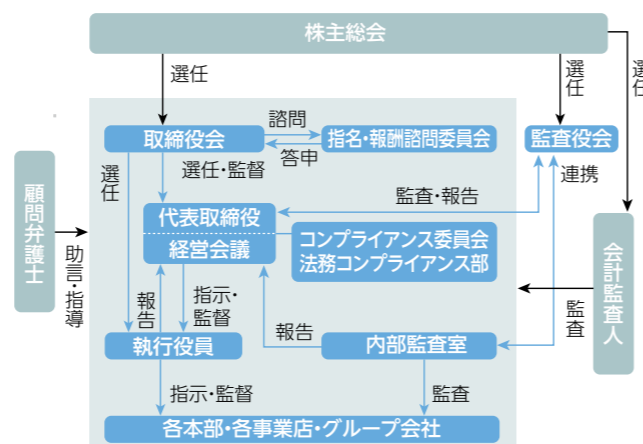 株主総会
選任
選任
選任
諮問
取締役会
指名・報酬諮問委員会
監査役会
答申
選任
選任・監督
連携
監査・報告
顧問弁護士
代表取締役
経営会議
コンプライアンス委員会
法務コンプライアンス部
会計監査人
助言・指導
報告
指示・
監督
報告
監査
執行役員
内部監査室
指示・監督
監査
各本部・各事業店・グループ会社